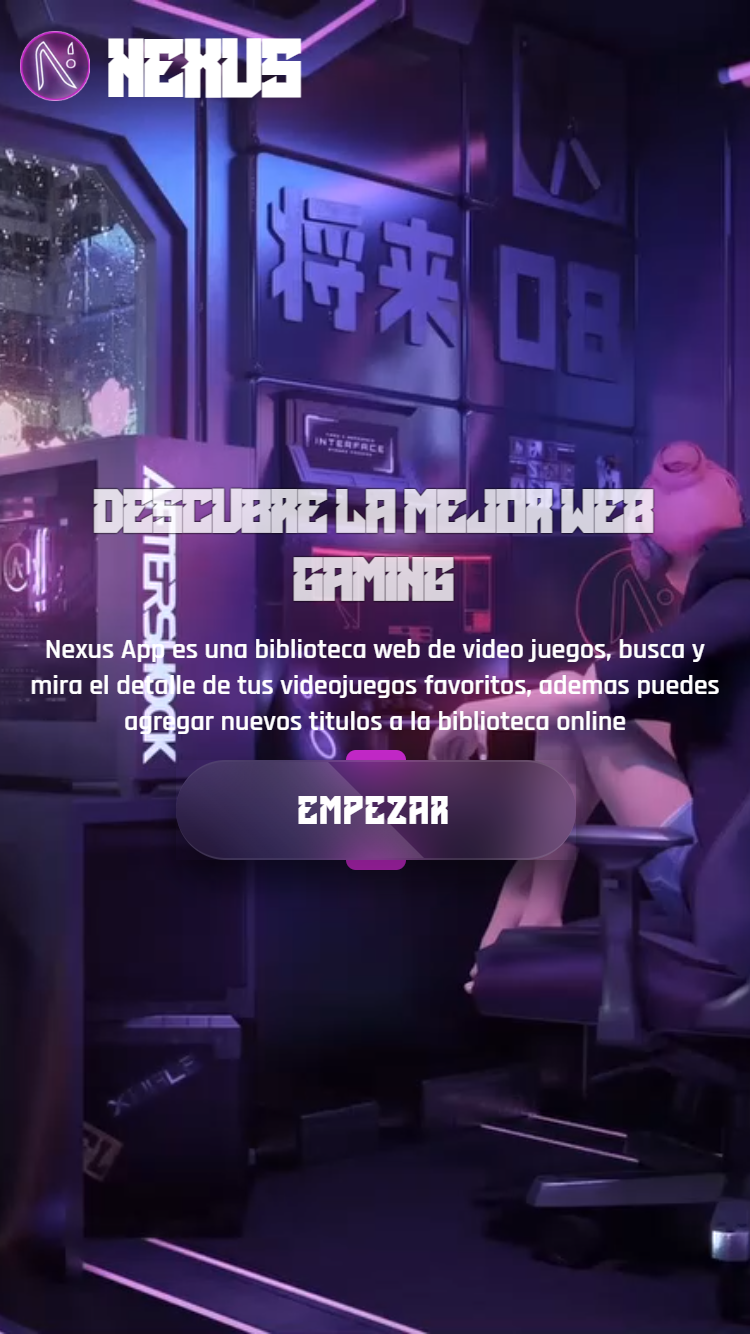 NEXUS
将来 08
INTERFACE
DESCUBRE LA MEJOR WEB
GAMING
Nexus App es una biblioteca web de video juegos, busca y
mira el detalle de tus videojuegos favoritos, ademas puedes
agregar nuevos titulos a la biblioteca online
AFTERSHOCK
EMPEZAR